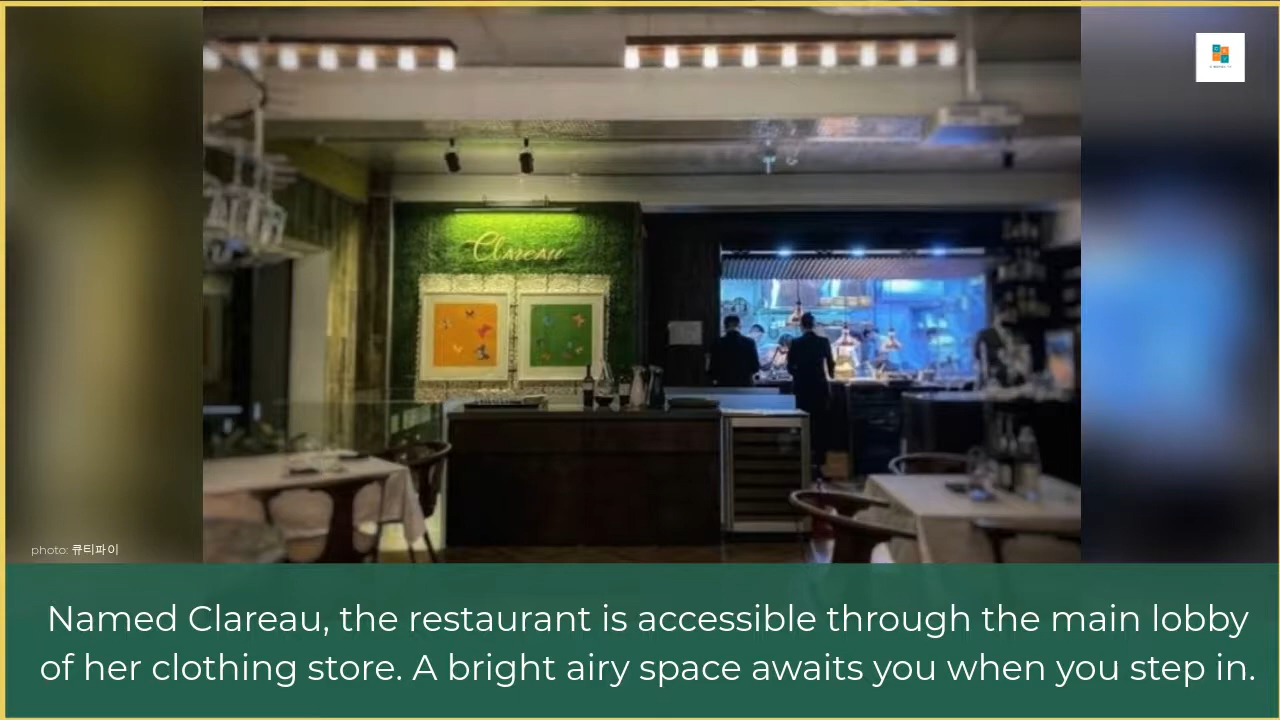 Clareau
photo: 큐티파이
Named Clareau, the restaurant is accessible through the main lobby
of her clothing store. A bright airy space awaits you when you step in.